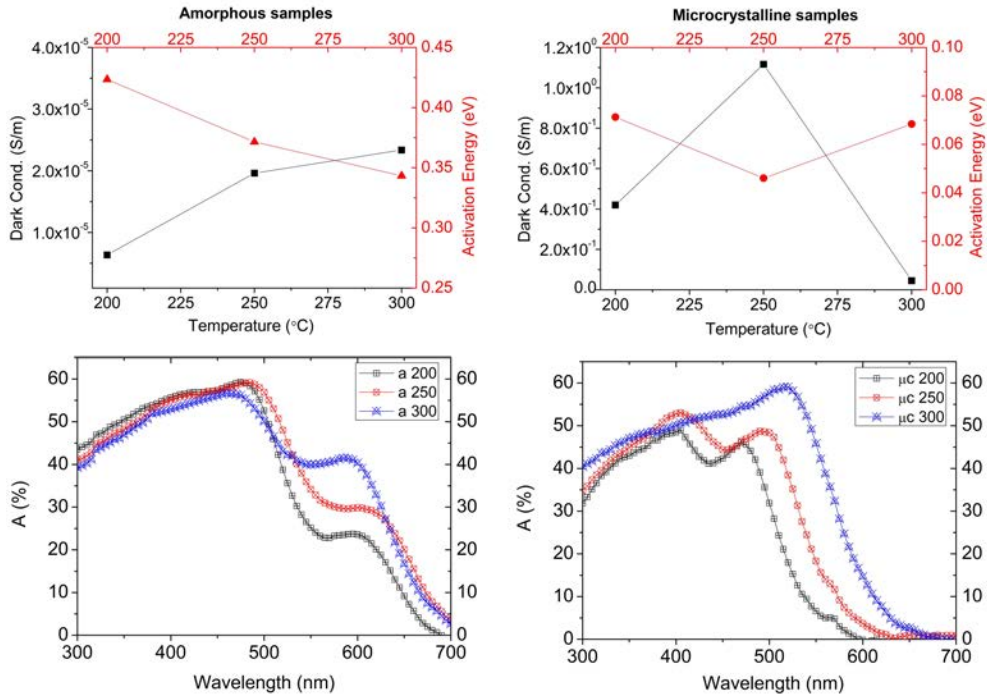 Amorphous samples
200 225 250 275 300
4.0x10-5
3.0x10-5
2.0x10-5
1.0x10-5
Dark Cond. (S/m)
0.45
0.40
0.35
0.30
0.25
Activation Energy (eV)
200 225 250 275 300
Temperature (°C)
Microcrystalline samples
200 225 250 275 300
1.2x10⁰
1.0x10⁰
8.0x10-1
6.0x10-1
4.0x10-1
2.0x10-1
0.0
Dark Cond. (S/m)
0.10
0.08
0.06
0.04
0.02
0.00
Activation Energy (eV)
200 225 250 275 300
Temperature (°C)
60
50
40
30
20
10
0
A (%)
a 200
a 250
a 300
60
50
40
30
20
10
0
300 400 500 600 700
Wavelength (nm)
60
50
40
30
20
10
0
A (%)
μc 200
μc 250
μc 300
60
50
40
30
20
10
0
300 400 500 600 700
Wavelength (nm)